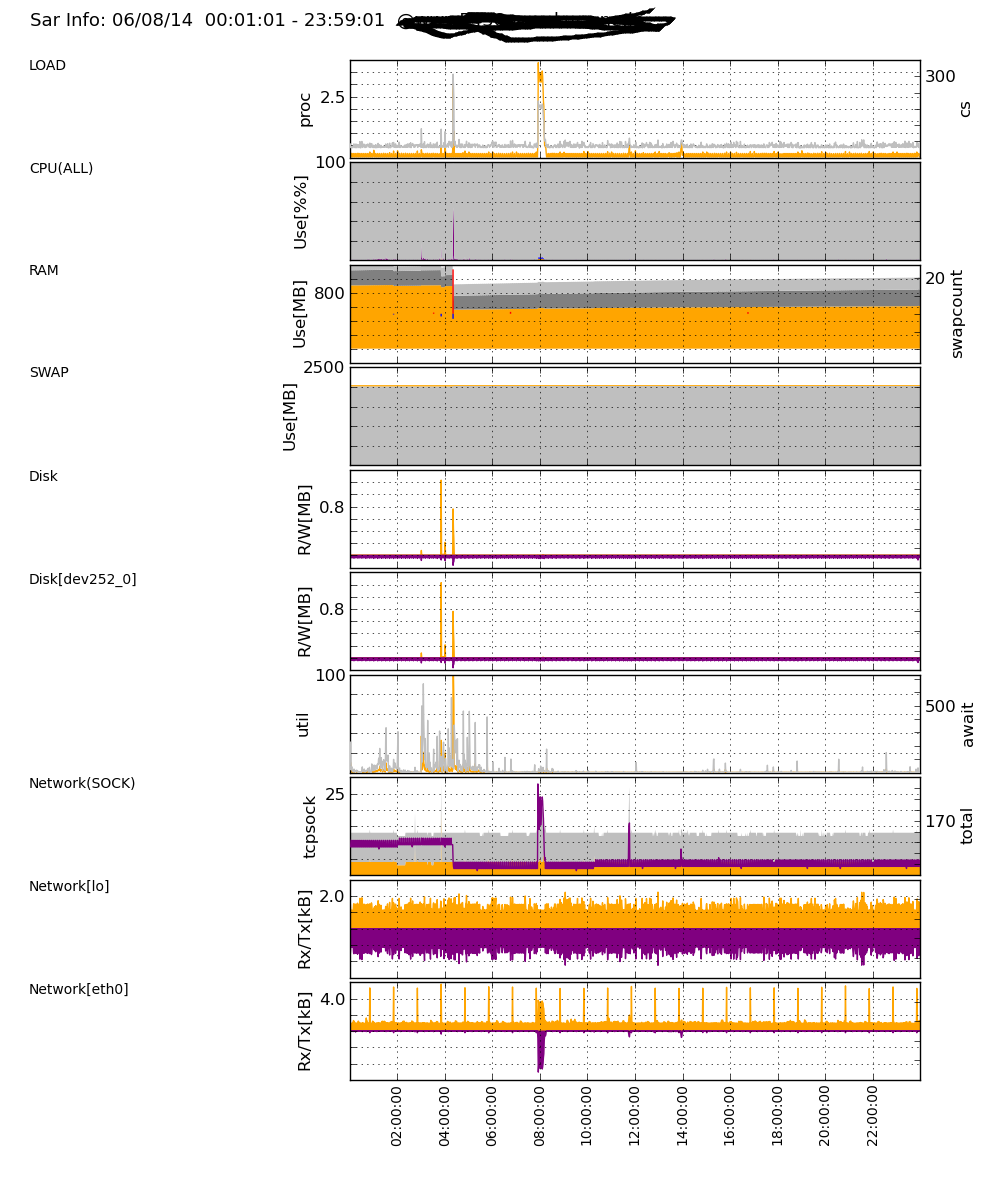 Sar Info: 06/08/14  00:01:01 - 23:59:01
LOAD
proc
2.5
300
cs
CPU(ALL)
Use[%%]
100
RAM
Use[MB]
800
20
swapcount
SWAP
Use[MB]
2500
Disk
R/W[MB]
0.8
Disk[dev252_0]
R/W[MB]
0.8
util
100
500
await
Network(SOCK)
tcpsock
25
170
total
Network[lo]
Rx/Tx[kB]
2.0
Network[eth0]
Rx/Tx[kB]
4.0
02:00:00
04:00:00
06:00:00
08:00:00
10:00:00
12:00:00
14:00:00
16:00:00
18:00:00
20:00:00
22:00:00